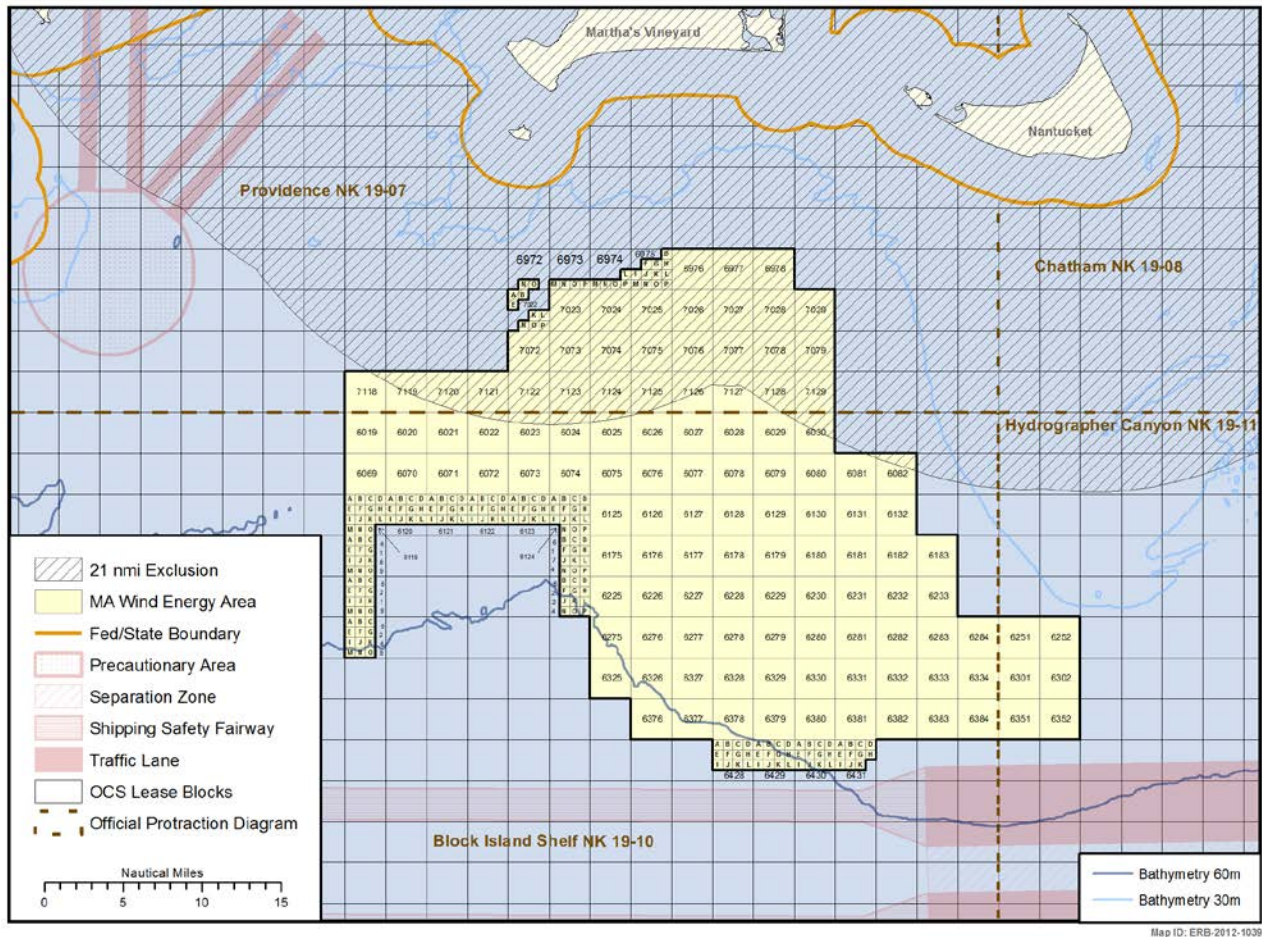 Martha's Vineyard
Nantucket
Providence NK 19-07
Chatham NK 19-08
6972 6973 6974 6975
6976 6977 6978
7022 7023 7024 7025 7026 7027 7028 7029
7072 7073 7074 7075 7076 7077 7078 7079
7118 7119 7120 7121 7122 7123 7124 7125 7126 7127 7128 7129
Hydrographer Canyon NK 19-11
6019 6020 6021 6022 6023 6024 6025 6026 6027 6028 6029 6030
6069 6070 6071 6072 6073 6074 6075 6076 6077 6078 6079 6080 6081 6082
A B C D A B C D A B C D A B C D A B C D A B C D
E F G H E F G H E F G H E F G H E F G H E F G H
I J K L I J K L I J K L I J K L I J K L I J K L
6125 6126 6127 6128 6129 6130 6131 6132
6120 6121 6122 6123
6119 6124
6175 6176 6177 6178 6179 6180 6181 6182 6183
6225 6226 6227 6228 6229 6230 6231 6232 6233
6275 6276 6277 6278 6279 6280 6281 6282 6283 6284 6251 6252
6325 6326 6327 6328 6329 6330 6331 6332 6333 6334 6301 6302
6376 6377 6378 6379 6380 6381 6382 6383 6384 6351 6352
A B C D A B C D A B C D A B C D
E F G H E F G H E F G H E F G H
I J K L I J K L I J K L I J K
6428 6429 6430 6431
Block Island Shelf NK 19-10
21 nmi Exclusion
MA Wind Energy Area
Fed/State Boundary
Precautionary Area
Separation Zone
Shipping Safety Fairway
Traffic Lane
OCS Lease Blocks
Official Protraction Diagram
Nautical Miles
0 5 10 15
Bathymetry 60m
Bathymetry 30m
Map ID: ERB-2012-1039